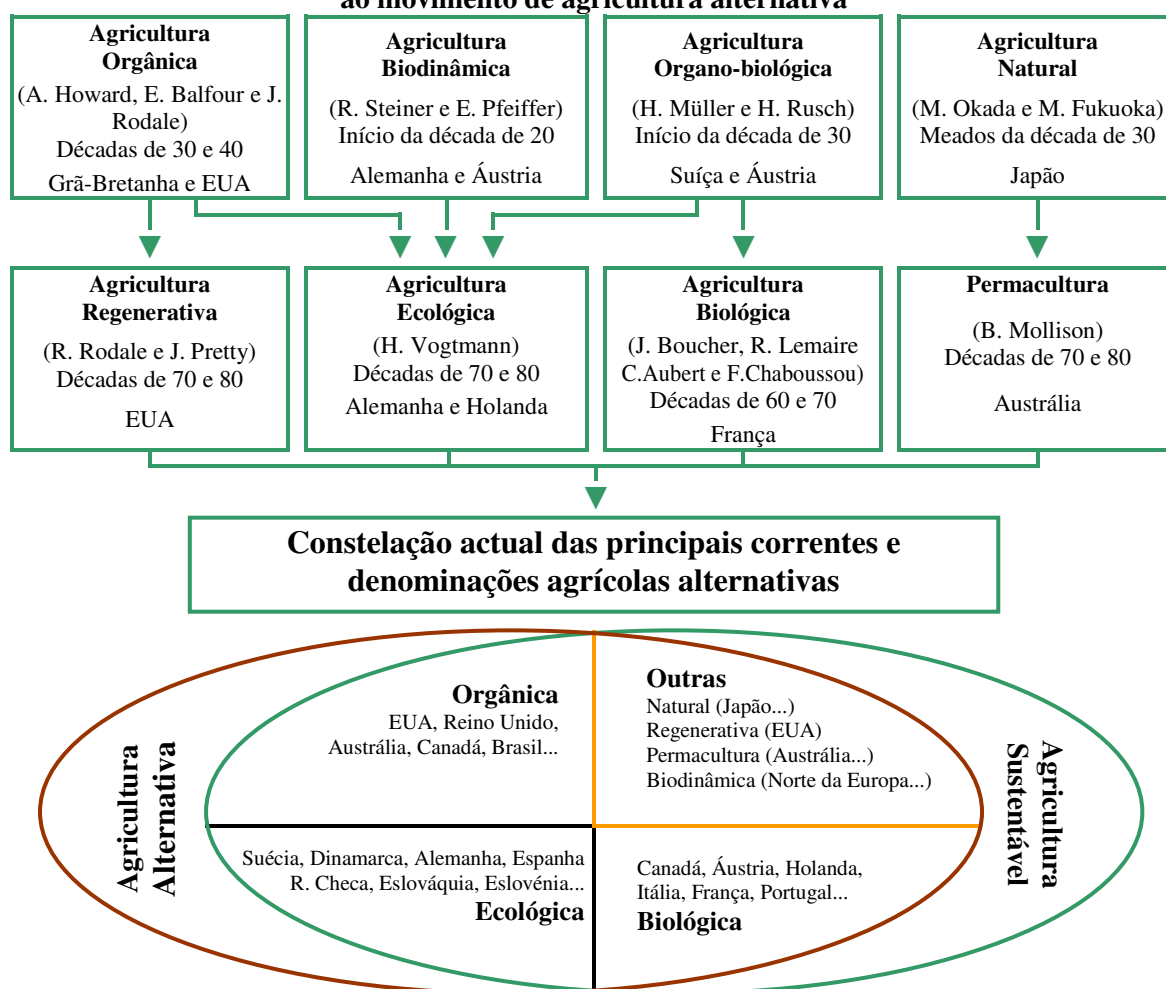 ao movimento de agricultura alternativa
Agricultura
Orgânica
(A. Howard, E. Balfour e J.
Rodale)
Décadas de 30 e 40
Grã-Bretanha e EUA
Agricultura
Biodinâmica
(R. Steiner e E. Pfeiffer)
Início da década de 20
Alemanha e Áustria
Agricultura
Organo-biológica
(H. Müller e H. Rusch)
Início da década de 30
Suíça e Áustria
Agricultura
Natural
(M. Okada e M. Fukuoka)
Meados da década de 30
Japão
Agricultura
Regenerativa
(R. Rodale e J. Pretty)
Décadas de 70 e 80
EUA
Agricultura
Ecológica
(H. Vogtmann)
Décadas de 70 e 80
Alemanha e Holanda
Agricultura
Biológica
(J. Boucher, R. Lemaire
C.Aubert e F.Chaboussou)
Décadas de 60 e 70
França
Permacultura
(B. Mollison)
Décadas de 70 e 80
Austrália
Constelação actual das principais correntes e
denominações agrícolas alternativas
Agricultura
Alternativa
Orgânica
EUA, Reino Unido,
Austrália, Canadá, Brasil...
Outras
Natural (Japão...)
Regenerativa (EUA)
Permacultura (Austrália...)
Biodinâmica (Norte da Europa...)
Agricultura
Sustentável
Suécia, Dinamarca, Alemanha, Espanha
R. Checa, Eslováquia, Eslovénia...
Ecológica
Canadá, Áustria, Holanda,
Itália, França, Portugal...
Biológica